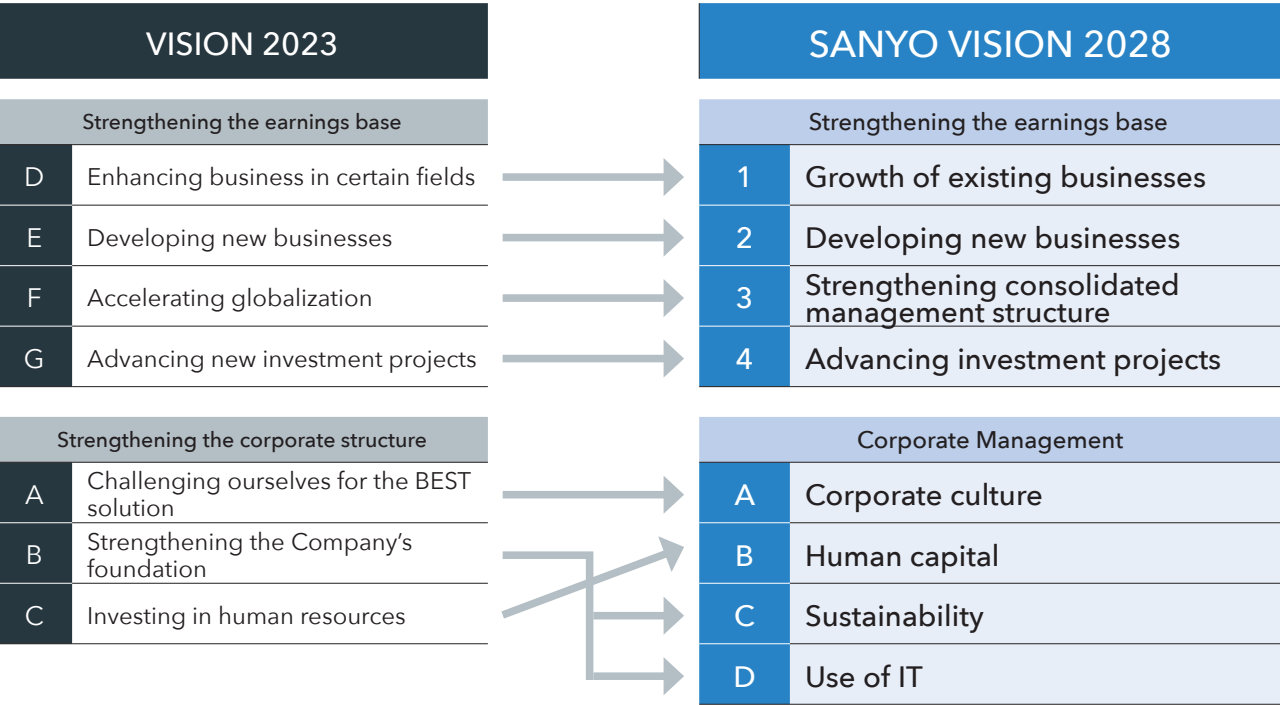 VISION 2023
Strengthening the earnings base
D
Enhancing business in certain fields
E
Developing new businesses
F
Accelerating globalization
G
Advancing new investment projects
Strengthening the corporate structure
A
Challenging ourselves for the BEST
solution
B
Strengthening the Company’s
foundation
C
Investing in human resources
SANYO VISION 2028
Strengthening the earnings base
1
Growth of existing businesses
2
Developing new businesses
3
Strengthening consolidated
management structure
4
Advancing investment projects
Corporate Management
A
Corporate culture
B
Human capital
C
Sustainability
D
Use of IT